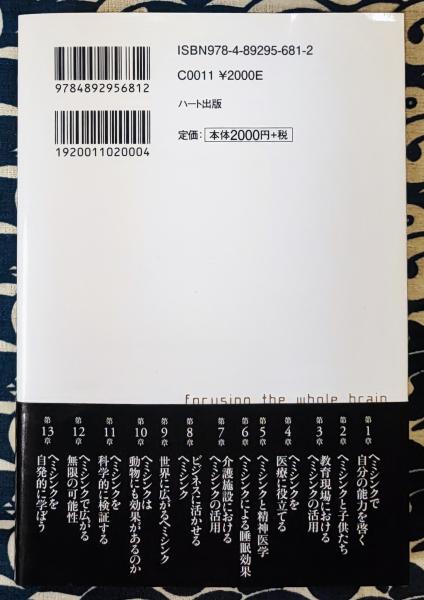 ISBN978-4-89295-681-2
C0011 ¥2000E
ハート出版
定価：本体2000円+税
9784892956812
1920011020004
focusing the whole brain
第1章
ヘミシンクで
自分の能力を啓く
第2章
ヘミシンクと子供たち
第3章
教育現場における
ヘミシンクの活用
第4章
ヘミシンクを
医療に役立てる
第5章
ヘミシンクと精神医学
第6章
ヘミシンクによる睡眠効果
第7章
介護施設における
ヘミシンクの活用
第8章
ビジネスに活かせる
ヘミシンク
第9章
世界に広がるヘミシンク
第10章
ヘミシンクは
動物にも効果があるのか
第11章
ヘミシンクを
科学的に検証する
第12章
ヘミシンクで広がる
無限の可能性
第13章
ヘミシンクを
自発的に学ぼう